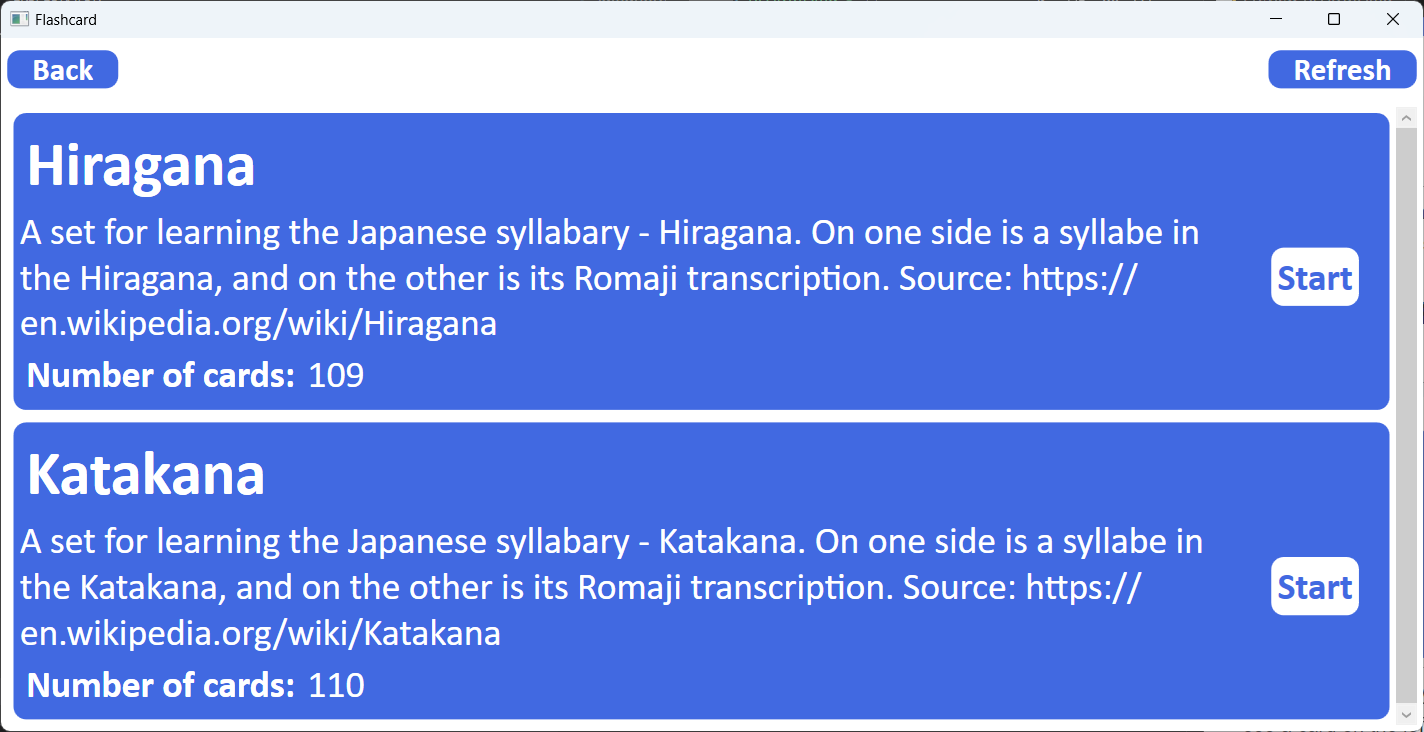 Flashcard
Back
Refresh
Hiragana
A set for learning the Japanese syllabary - Hiragana. On one side is a syllabe in
the Hiragana, and on the other is its Romaji transcription. Source: https://
en.wikipedia.org/wiki/Hiragana
Start
Number of cards: 109
Katakana
A set for learning the Japanese syllabary - Katakana. On one side is a syllabe in
the Katakana, and on the other is its Romaji transcription. Source: https://
en.wikipedia.org/wiki/Katakana
Start
Number of cards: 110